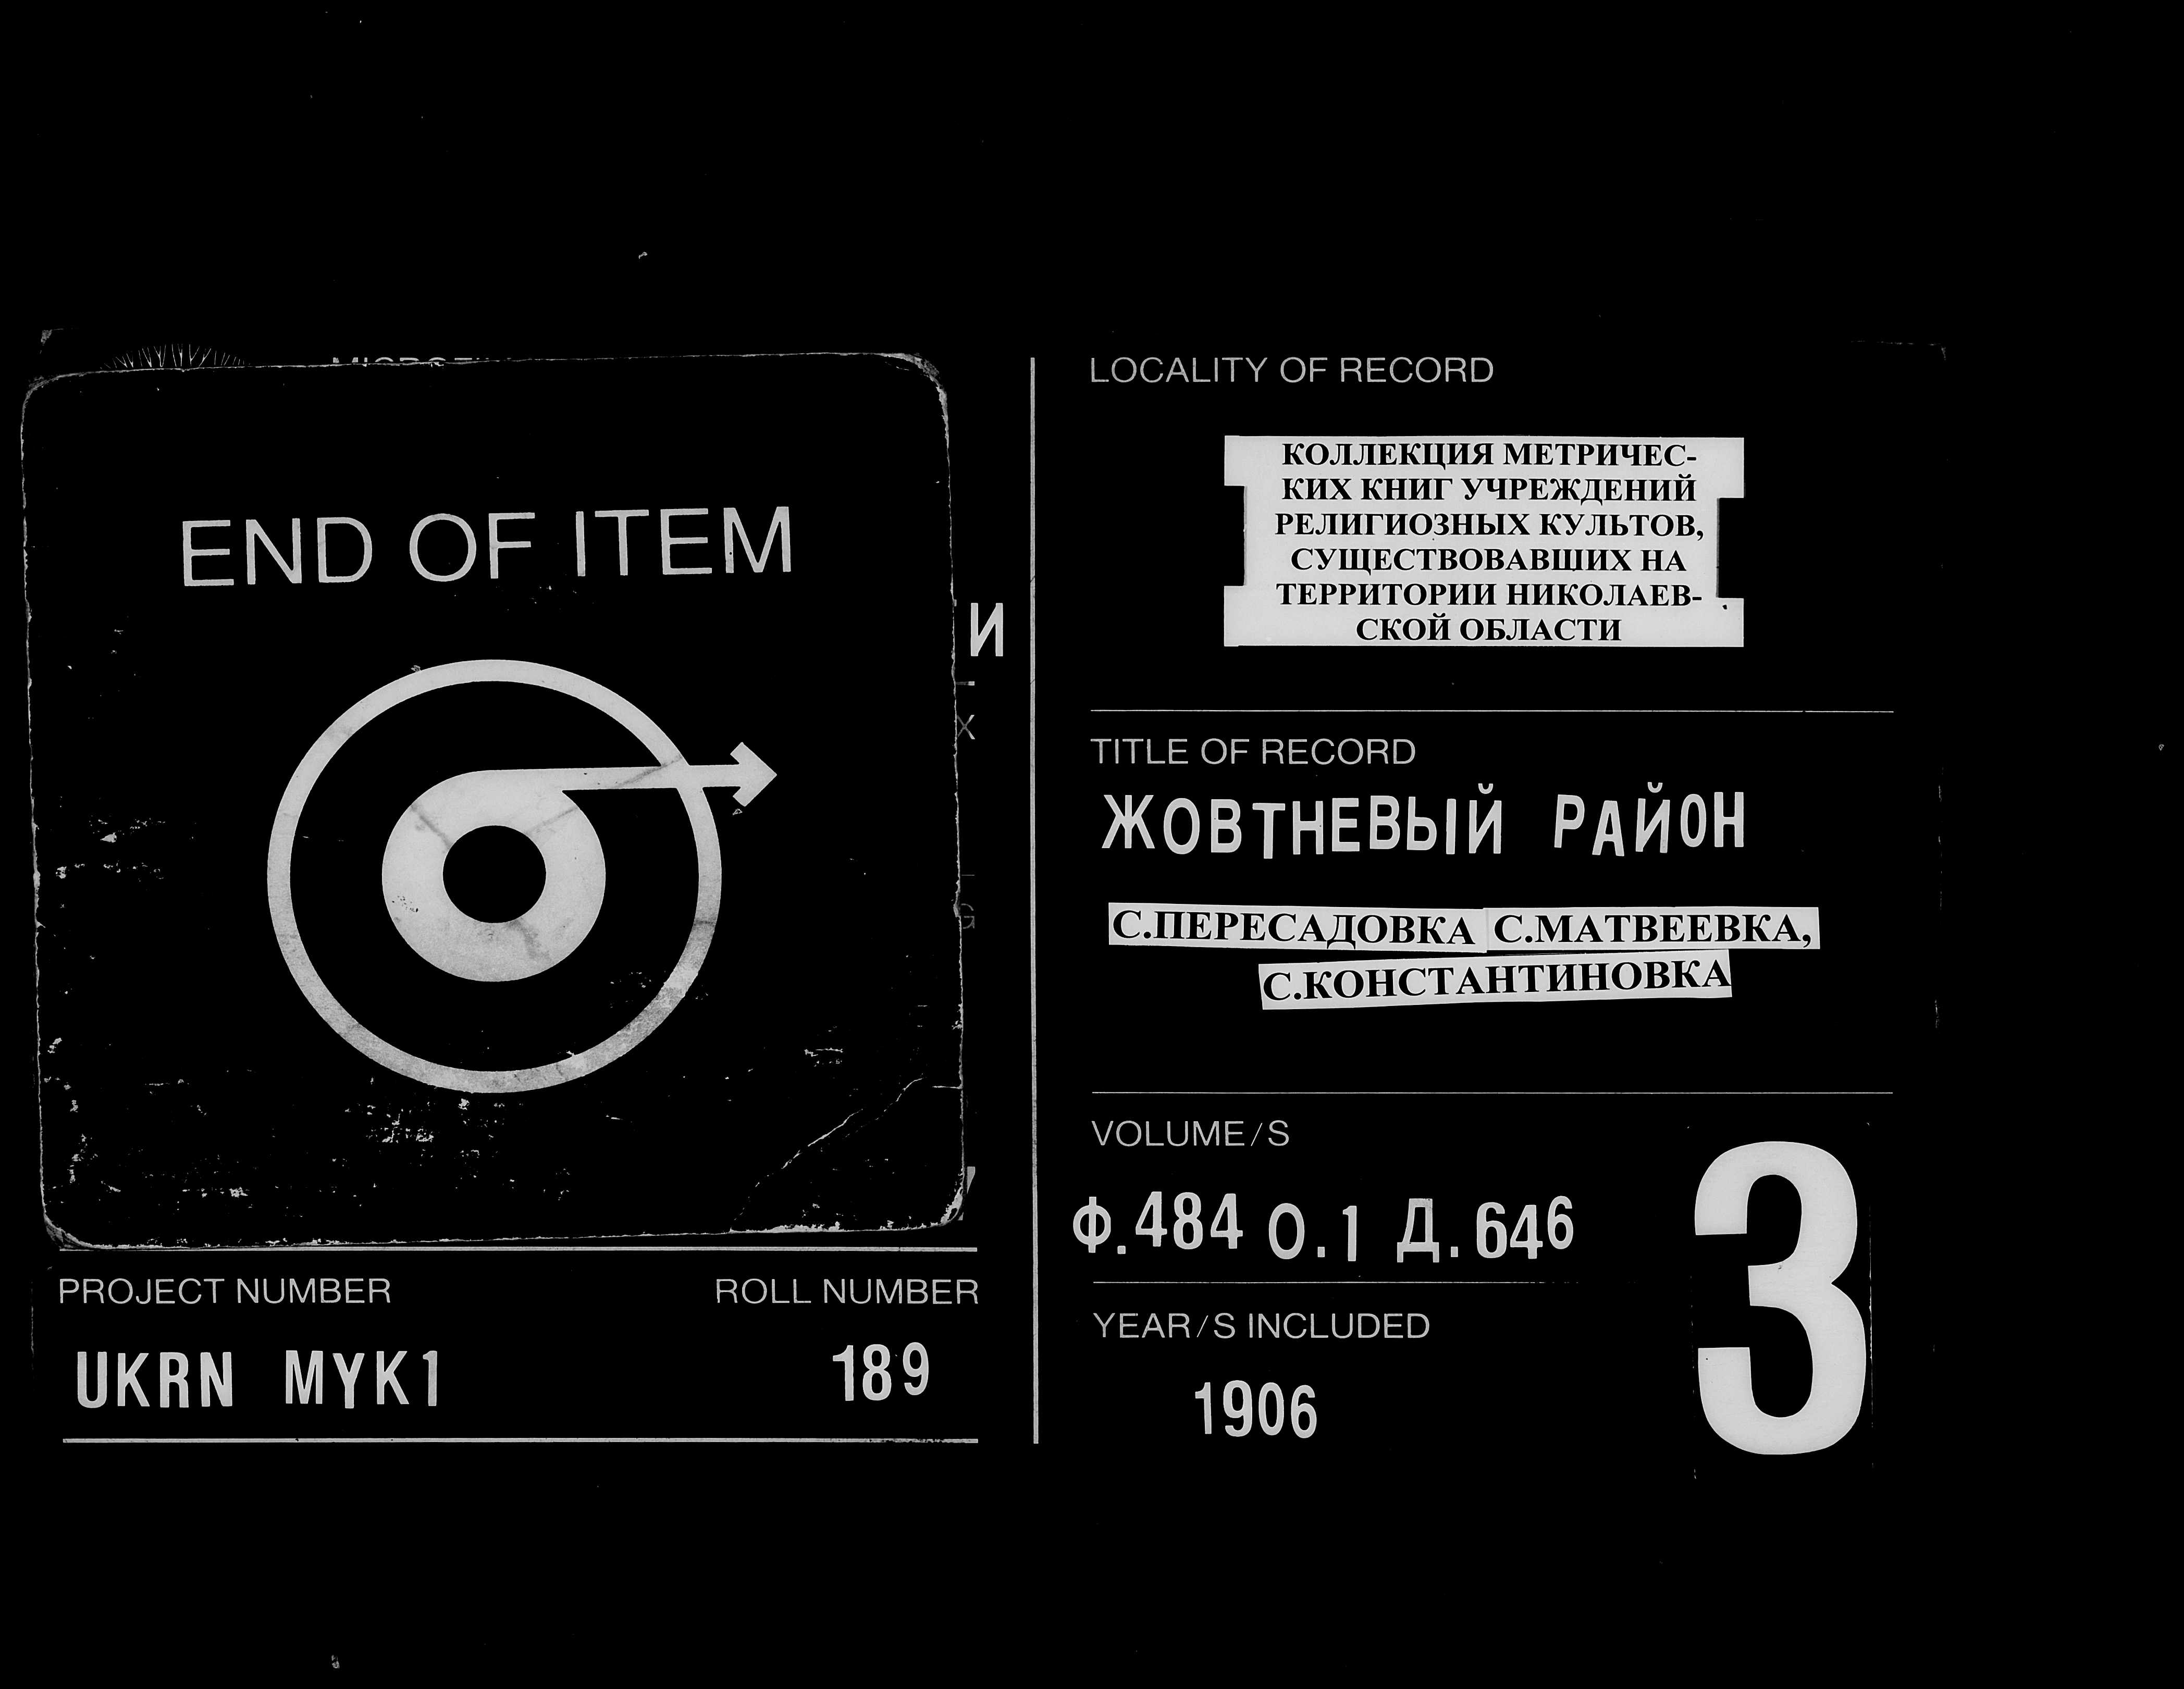 END OF ITEM
И
PROJECT NUMBER
ROLL NUMBER
UKRN MYK1
189
LOCALITY OF RECORD
КОЛЛЕКЦИЯ МЕТРИЧЕС-
КИХ КНИГ УЧРЕЖДЕНИЙ
РЕЛИГИОЗНЫХ КУЛЬТОВ,
СУЩЕСТВОВАВШИХ НА
ТЕРРИТОРИИ НИКОЛАЕВ-
СКОЙ ОБЛАСТИ
TITLE OF RECORD
ЖОВТНЕВЫЙ РАЙОН
С.ПЕРЕСАДОВКА С.МАТВЕЕВКА,
С.КОНСТАНТИНОВКА
VOLUME/S
Ф.484 О.1 Д.646
YEAR/S INCLUDED
1906
3